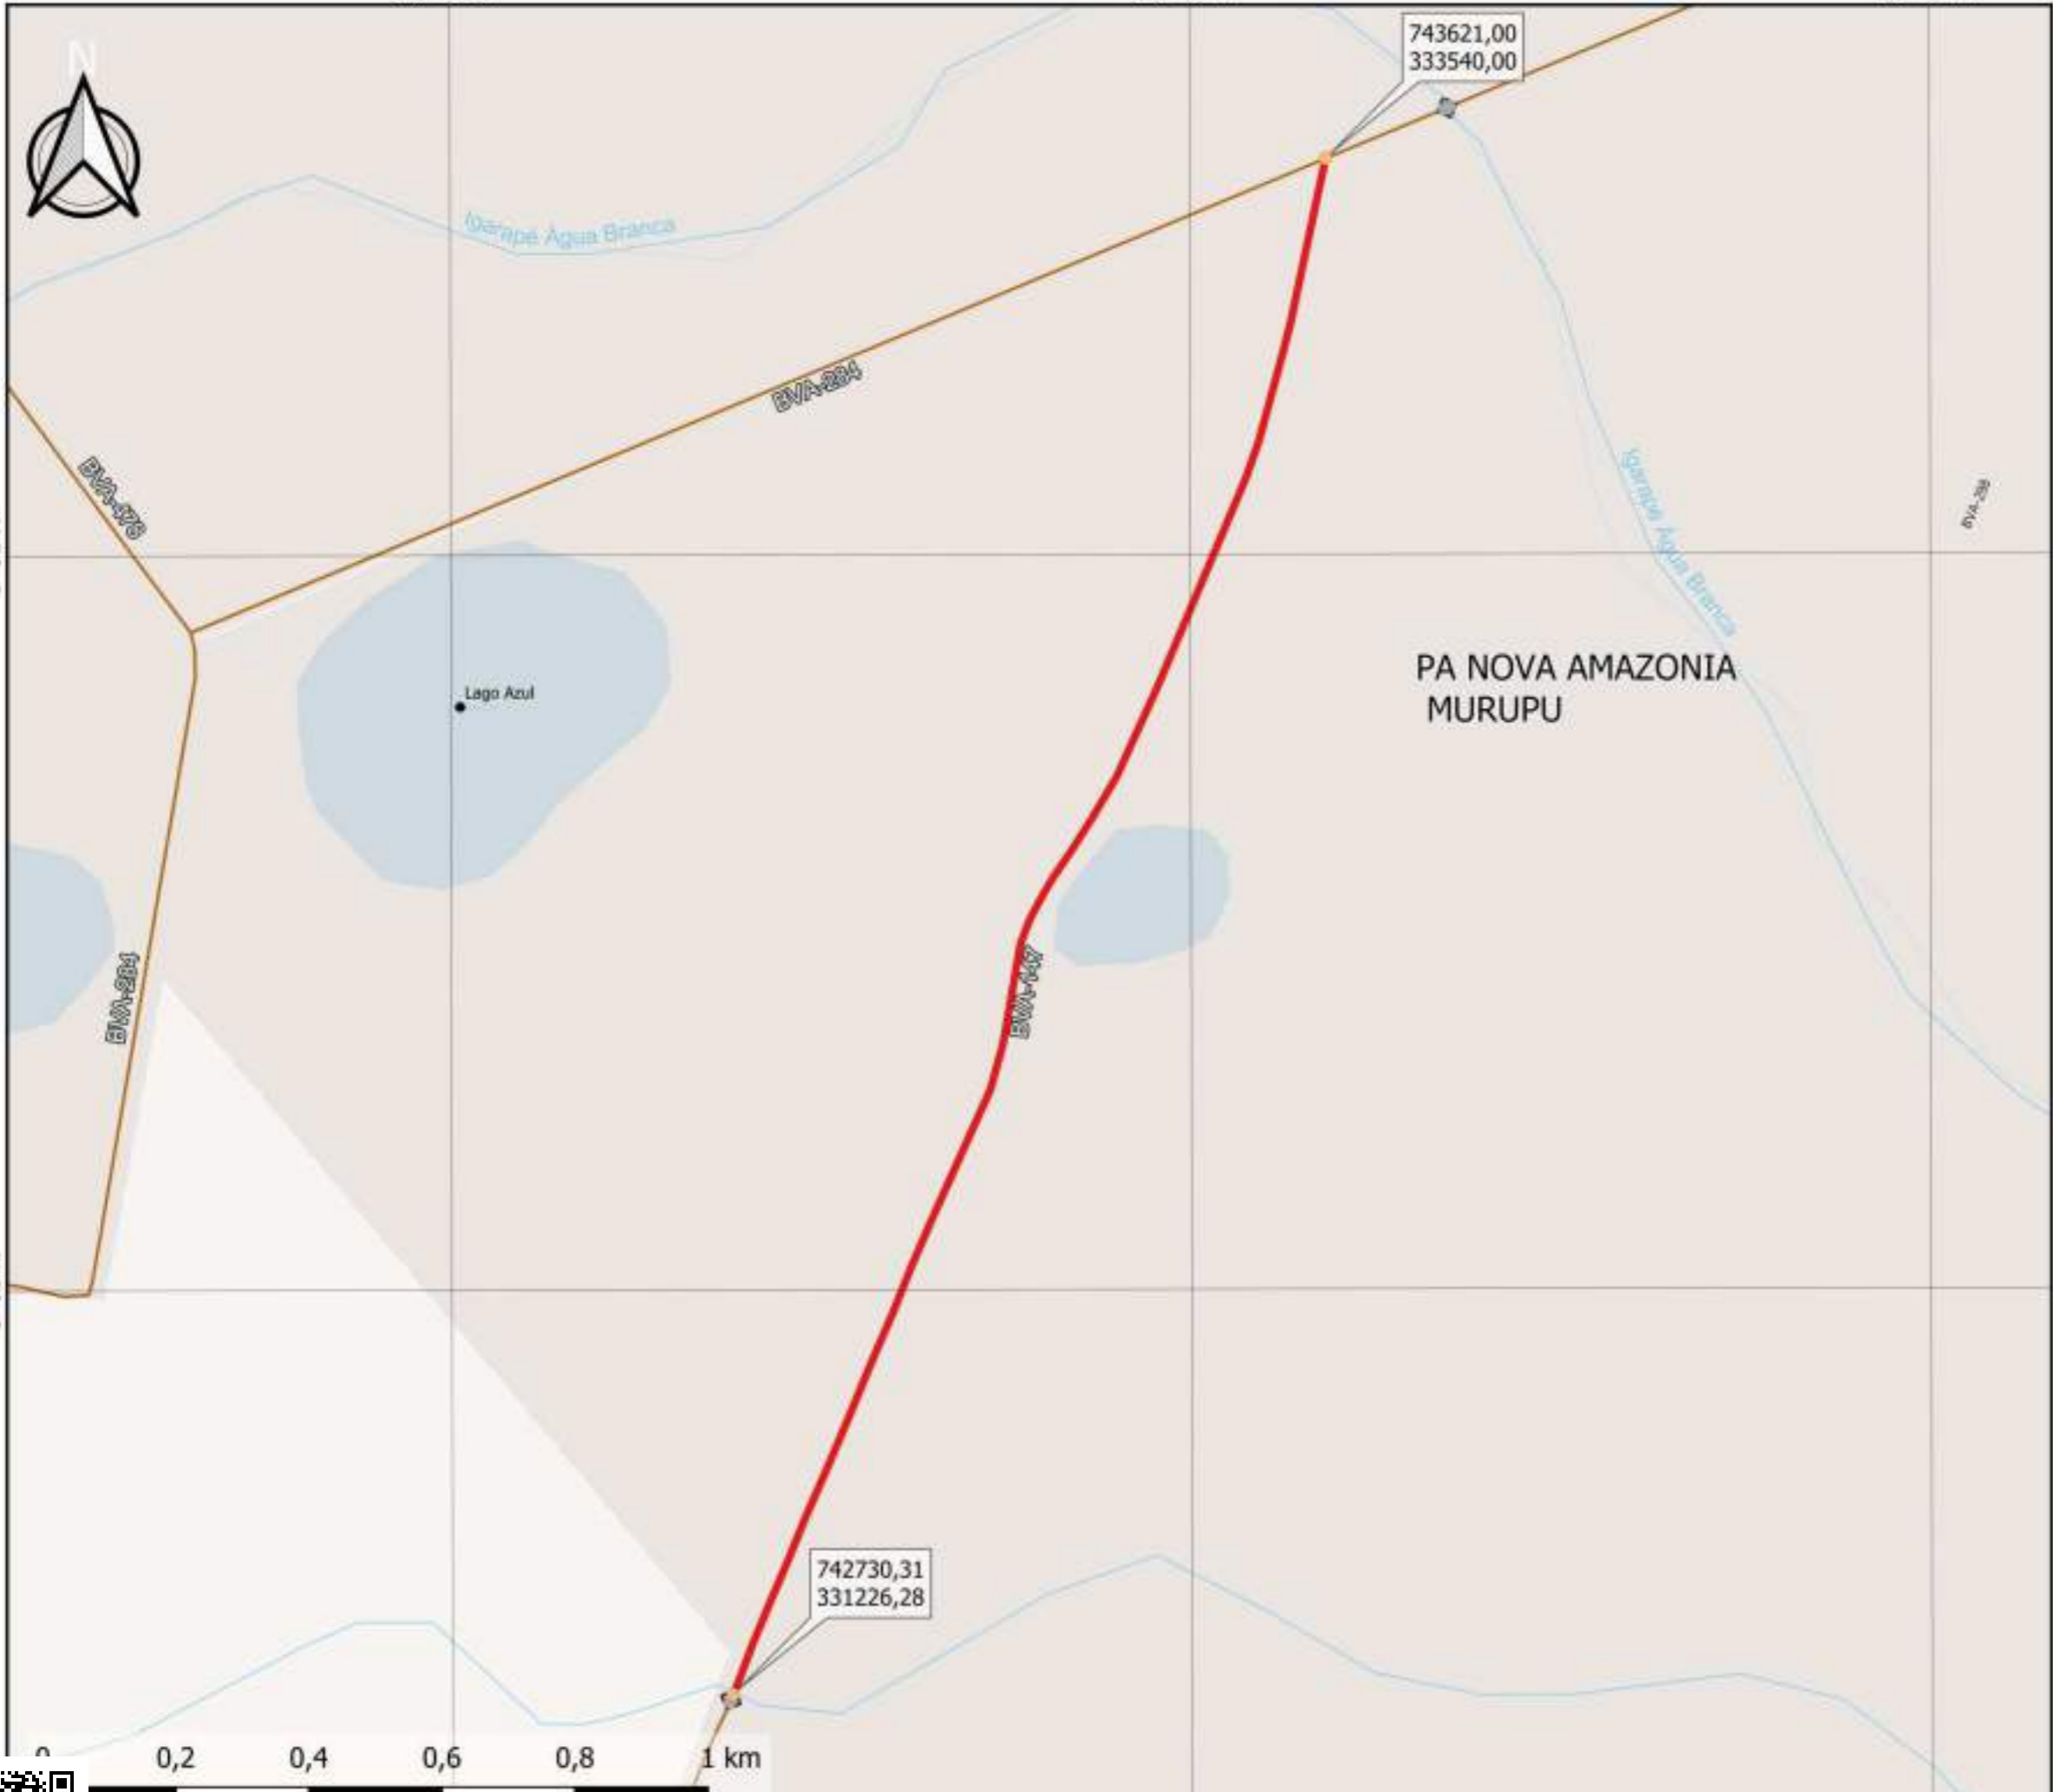 N
743621,00
333540,00
Igarapé Água Branca
BVA-284
BVA-478
Igarapé Água Branca
BVA-298
PA NOVA AMAZONIA
MURUPU
Lago Azul
BVA-447
BVA-284
742730,31
331226,28
0 0,2 0,4 0,6 0,8 1 km